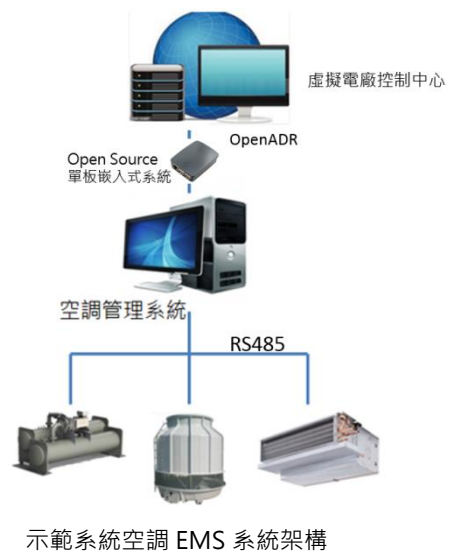 虛擬電廠控制中心
OpenADR
Open Source
單板嵌入式系統
空調管理系統
RS485
示範系統空調 EMS 系統架構